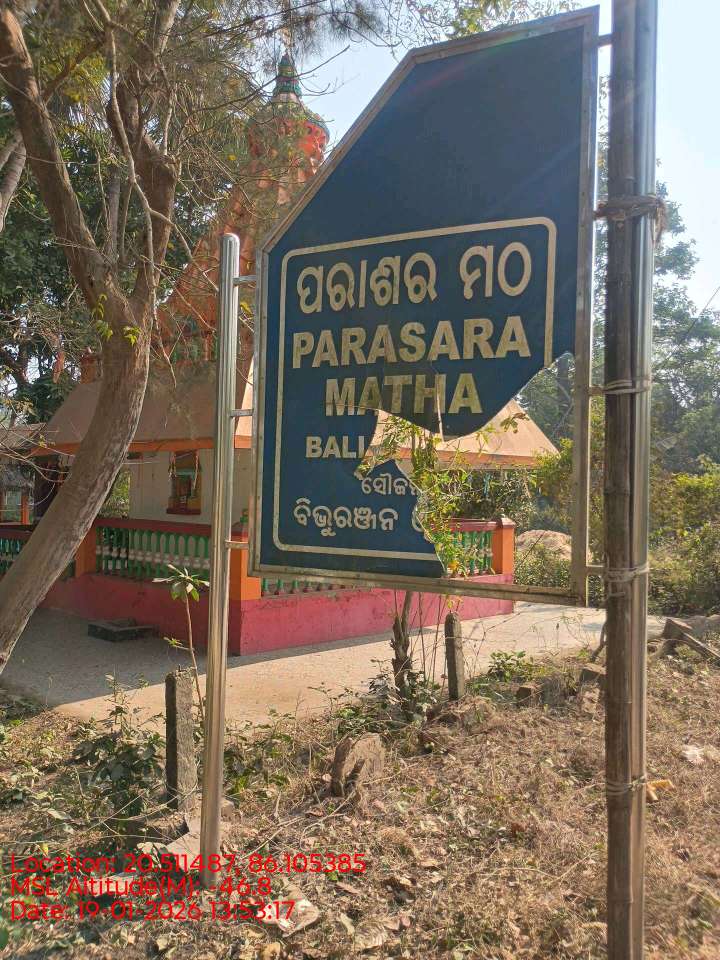 ପରାଶର ମଠ
PARASARA
MATHA
BALI
ସୌଜ
ବିଭୁରଞ୍ଜନ
Location: 20.511487, 86.105385
MSL Altitude(M): -46.8
Date: 19-01-2026 13:53:17